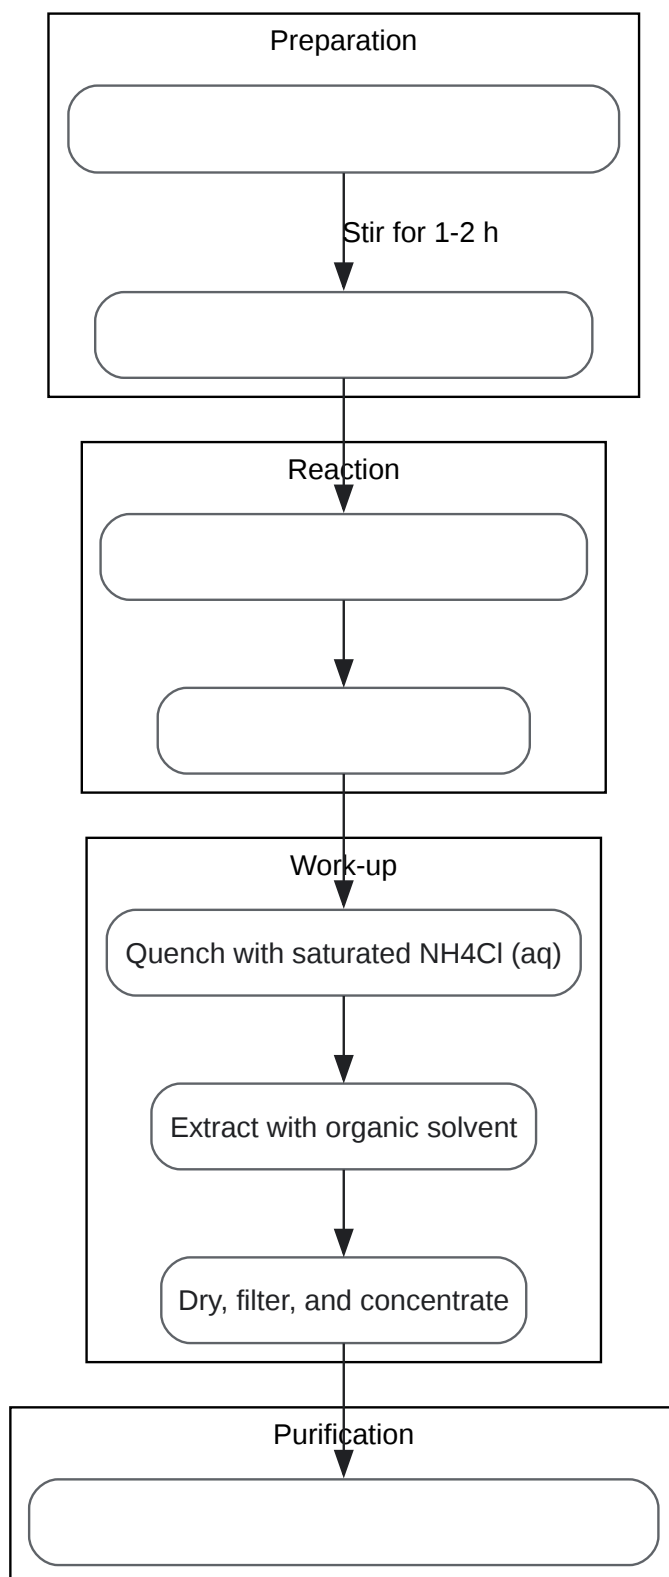 Preparation
Stir for 1-2 h
Reaction
Work-up
Quench with saturated NH4Cl (aq)
Extract with organic solvent
Dry, filter, and concentrate
Purification